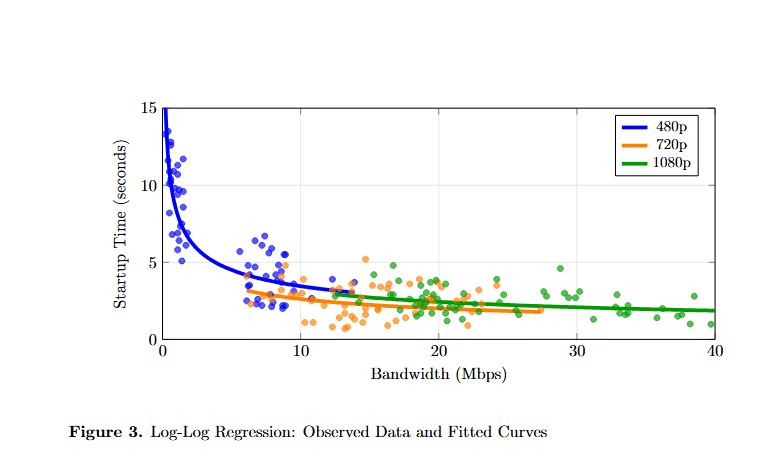 15
10
5
0
0
10
20
30
40
Startup Time (seconds)
Bandwidth (Mbps)
480p
720p
1080p
Figure 3. Log-Log Regression: Observed Data and Fitted Curves